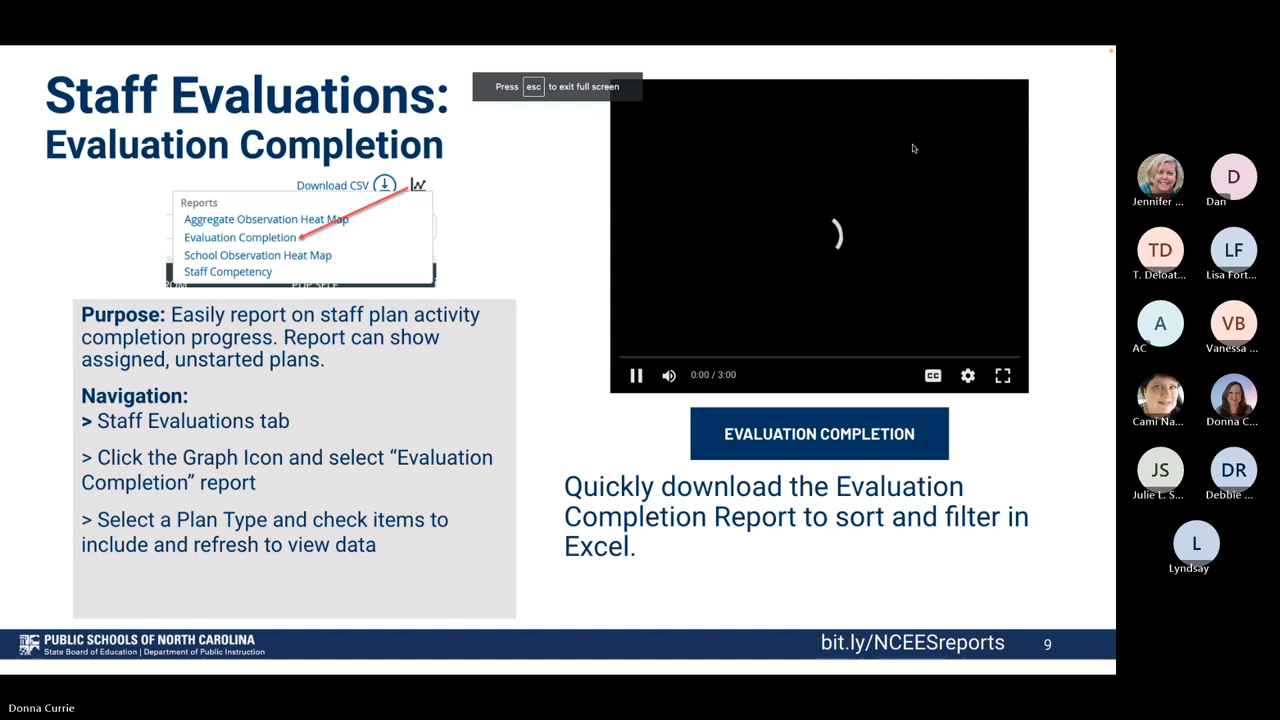 Staff Evaluations:
Evaluation Completion
Press esc to exit full screen
Download CSV
Reports
Aggregate Observation Heat Map
Evaluation Completion
School Observation Heat Map
Staff Competency
Purpose: Easily report on staff plan activity
completion progress. Report can show
assigned, unstarted plans.
Navigation:
> Staff Evaluations tab
> Click the Graph Icon and select “Evaluation
Completion” report
> Select a Plan Type and check items to
include and refresh to view data
0:00 / 3:00
CC
EVALUATION COMPLETION
Quickly download the Evaluation
Completion Report to sort and filter in
Excel.
PUBLIC SCHOOLS OF NORTH CAROLINA
State Board of Education | Department of Public Instruction
bit.ly/NCEESreports
9
Jennifer ...
D
Dan
TD
T. Deloat...
LF
Lisa Fort...
A
AC
VB
Vanessa ...
Cami Na...
Donna C...
JS
Julie L. S...
DR
Debbie ...
L
Lyndsay
Donna Currie